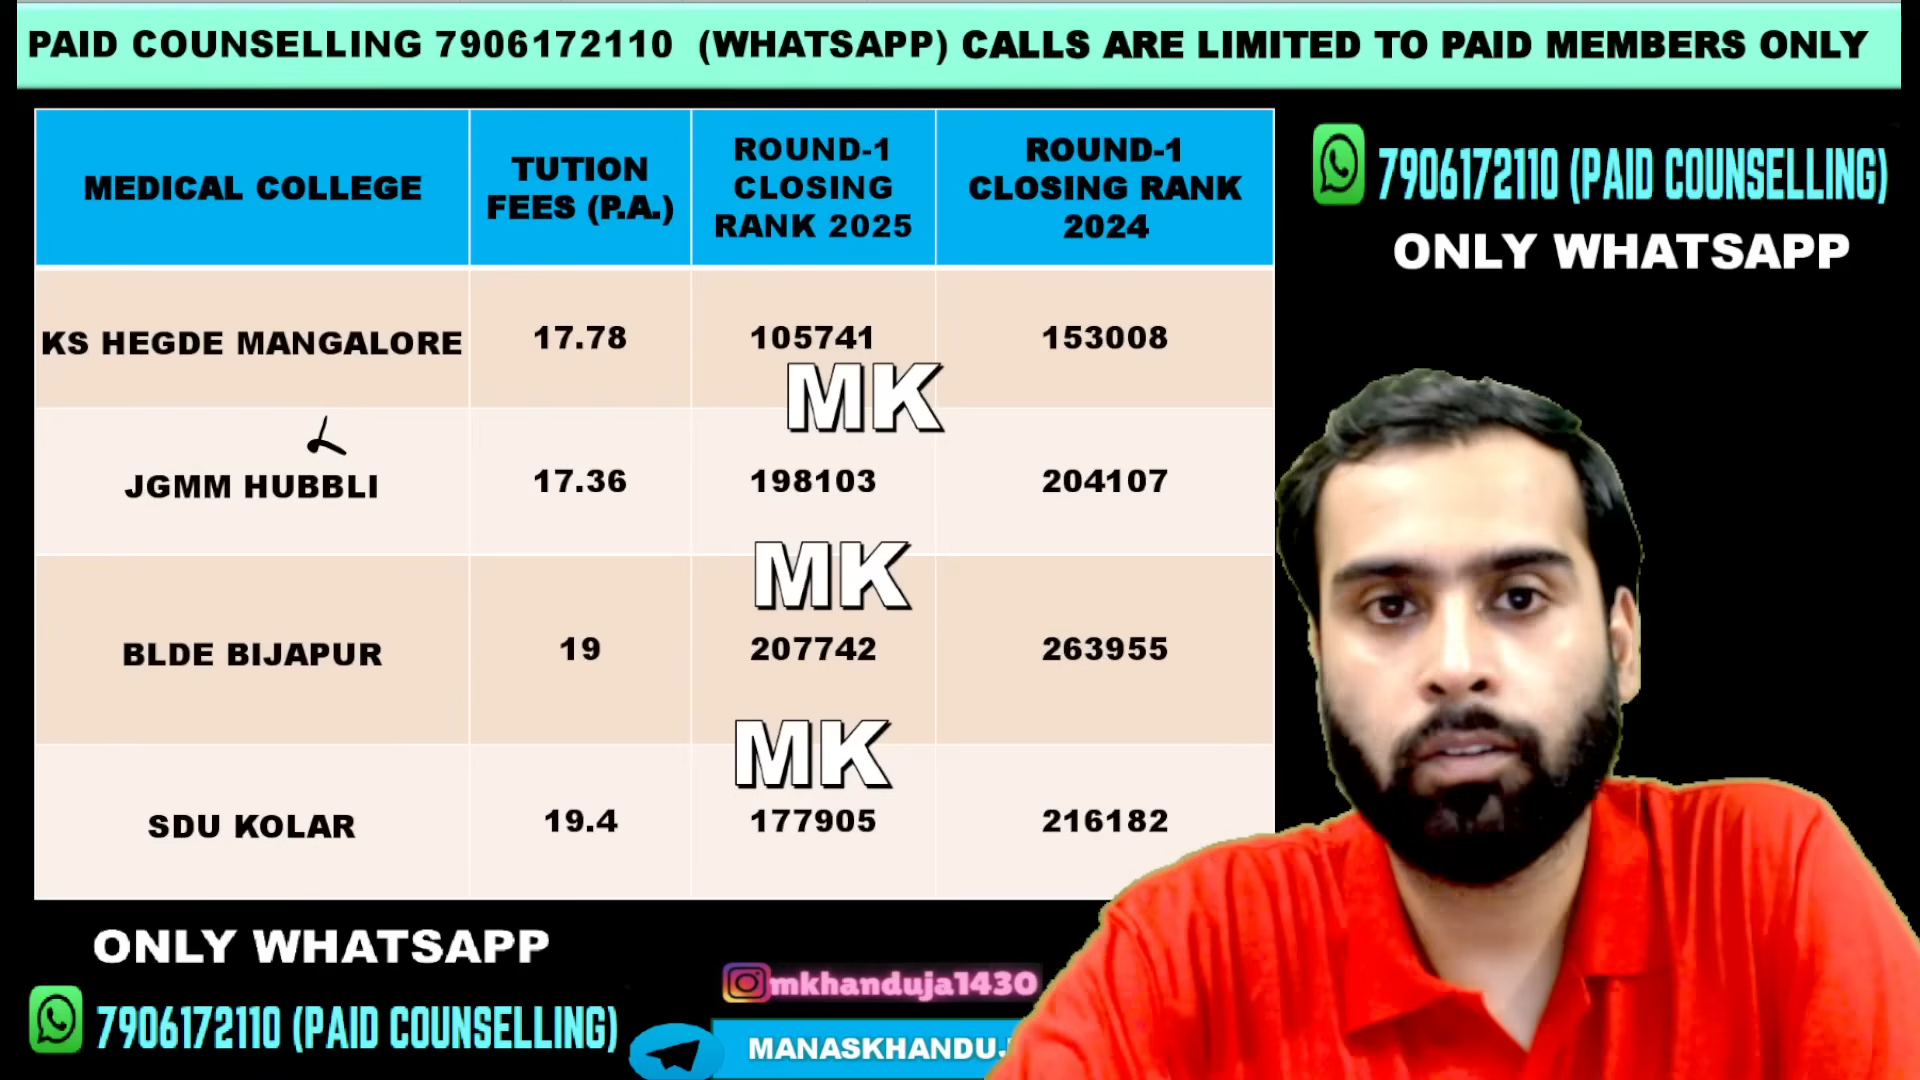 PAID COUNSELLING 7906172110 (WHATSAPP) CALLS ARE LIMITED TO PAID MEMBERS ONLY
MEDICAL COLLEGE
TUTION
FEES (P.A.)
ROUND-1
CLOSING
RANK 2025
ROUND-1
CLOSING RANK
2024
KS HEGDE MANGALORE
17.78
105741
153008
MK
JGMM HUBBLI
17.36
198103
204107
MK
BLDE BIJAPUR
19
207742
263955
MK
SDU KOLAR
19.4
177905
216182
7906172110 (PAID COUNSELLING)
ONLY WHATSAPP
ONLY WHATSAPP
7906172110 (PAID COUNSELLING)
mkhanduja1430